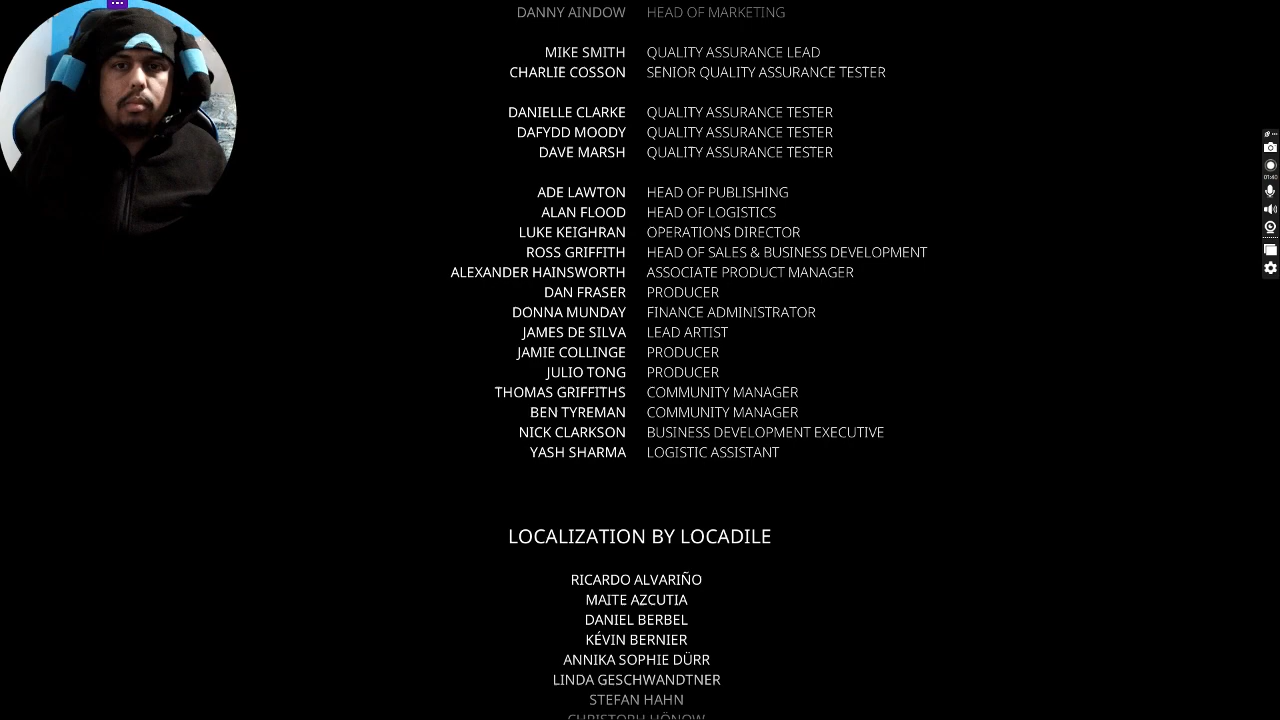 DANNY AINDOW HEAD OF MARKETING
MIKE SMITH QUALITY ASSURANCE LEAD
CHARLIE COSSON SENIOR QUALITY ASSURANCE TESTER
DANIELLE CLARKE QUALITY ASSURANCE TESTER
DAFYDD MOODY QUALITY ASSURANCE TESTER
DAVE MARSH QUALITY ASSURANCE TESTER
ADE LAWTON HEAD OF PUBLISHING
ALAN FLOOD HEAD OF LOGISTICS
LUKE KEIGHRAN OPERATIONS DIRECTOR
ROSS GRIFFITH HEAD OF SALES & BUSINESS DEVELOPMENT
ALEXANDER HAINSWORTH ASSOCIATE PRODUCT MANAGER
DAN FRASER PRODUCER
DONNA MUNDAY FINANCE ADMINISTRATOR
JAMES DE SILVA LEAD ARTIST
JAMIE COLLINGE PRODUCER
JULIO TONG PRODUCER
THOMAS GRIFFITHS COMMUNITY MANAGER
BEN TYREMAN COMMUNITY MANAGER
NICK CLARKSON BUSINESS DEVELOPMENT EXECUTIVE
YASH SHARMA LOGISTIC ASSISTANT
LOCALIZATION BY LOCADILE
RICARDO ALVARIÑO
MAITE AZCUTIA
DANIEL BERBEL
KÉVIN BERNIER
ANNIKA SOPHIE DÜRR
LINDA GESCHWANDTNER
STEFAN HAHN
CHRISTOPH HÖNOW
01:40